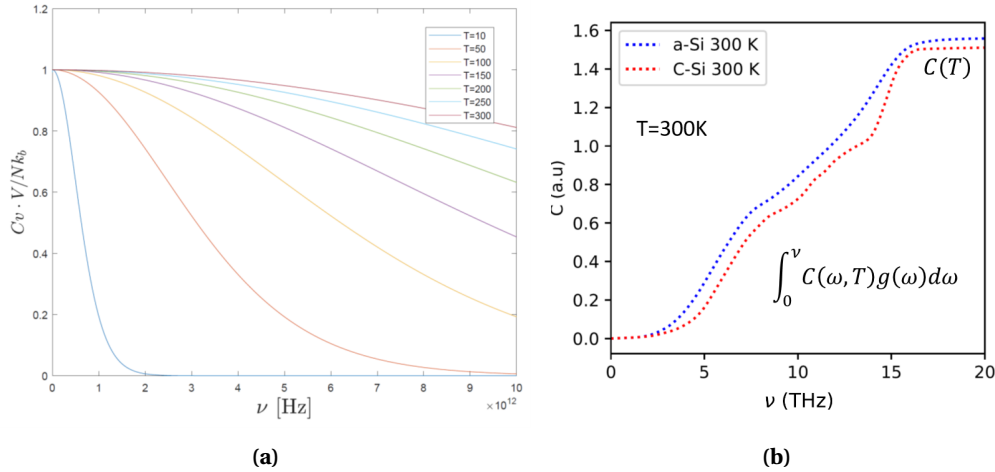 1.2
1
0.8
0.6
0.4
0.2
0
Cv · V/Nk_b
T=10
T=50
T=100
T=150
T=200
T=250
T=300
0 1 2 3 4 5 6 7 8 9 10
×10^12
ν [Hz]
(a)
1.6
1.4
1.2
1.0
0.8
0.6
0.4
0.2
0.0
C (a.u)
a-Si 300 K
C-Si 300 K
C(T)
T=300K
∫_0^ν C(ω,T)g(ω)dω
0 5 10 15 20
ν (THz)
(b)